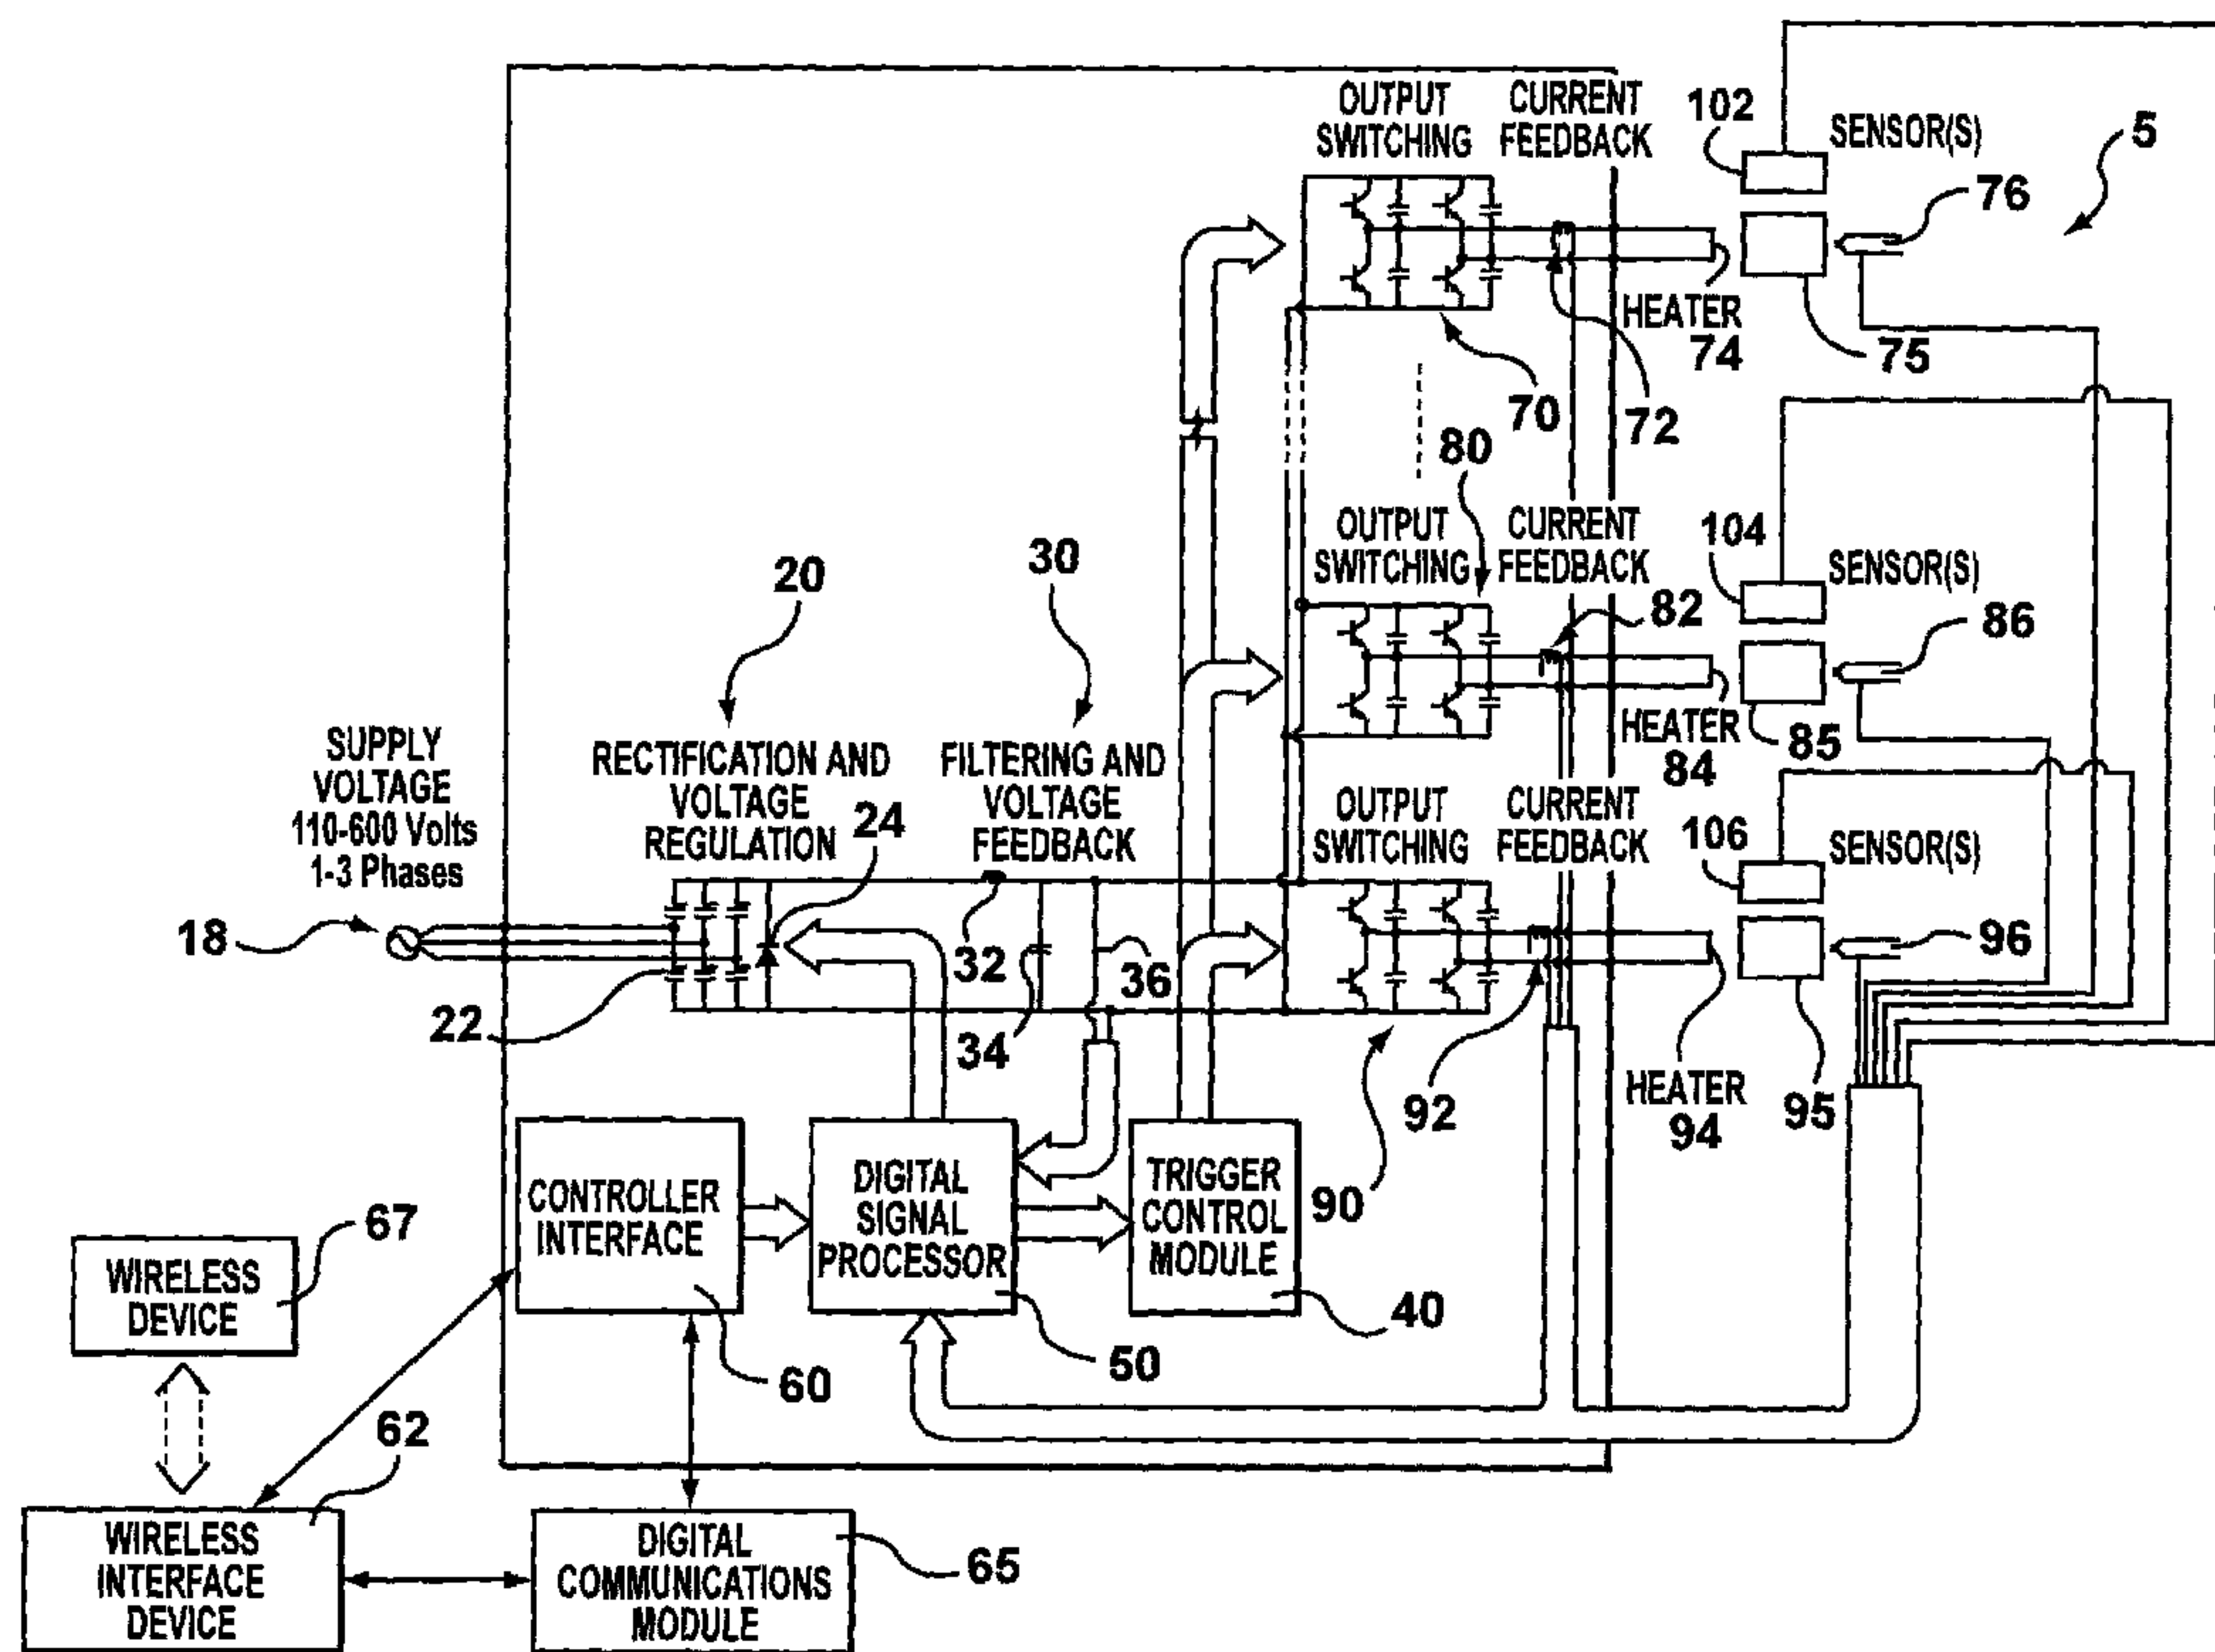 OUTPUT
SWITCHING
CURRENT
FEEDBACK
102
SENSOR(S)
5
76
HEATER
74
75
70
72
80
OUTPUT
SWITCHING
CURRENT
FEEDBACK
104
SENSOR(S)
82
86
HEATER
84
85
20
30
SUPPLY
VOLTAGE
110-600 Volts
1-3 Phases
RECTIFICATION AND
VOLTAGE
REGULATION
24
FILTERING AND
VOLTAGE
FEEDBACK
OUTPUT
SWITCHING
CURRENT
FEEDBACK
106
SENSOR(S)
18
22
32
34
36
96
90
92
HEATER
94
95
CONTROLLER
INTERFACE
60
DIGITAL
SIGNAL
PROCESSOR
50
TRIGGER
CONTROL
MODULE
40
67
WIRELESS
DEVICE
62
WIRELESS
INTERFACE
DEVICE
DIGITAL
COMMUNICATIONS
MODULE
65